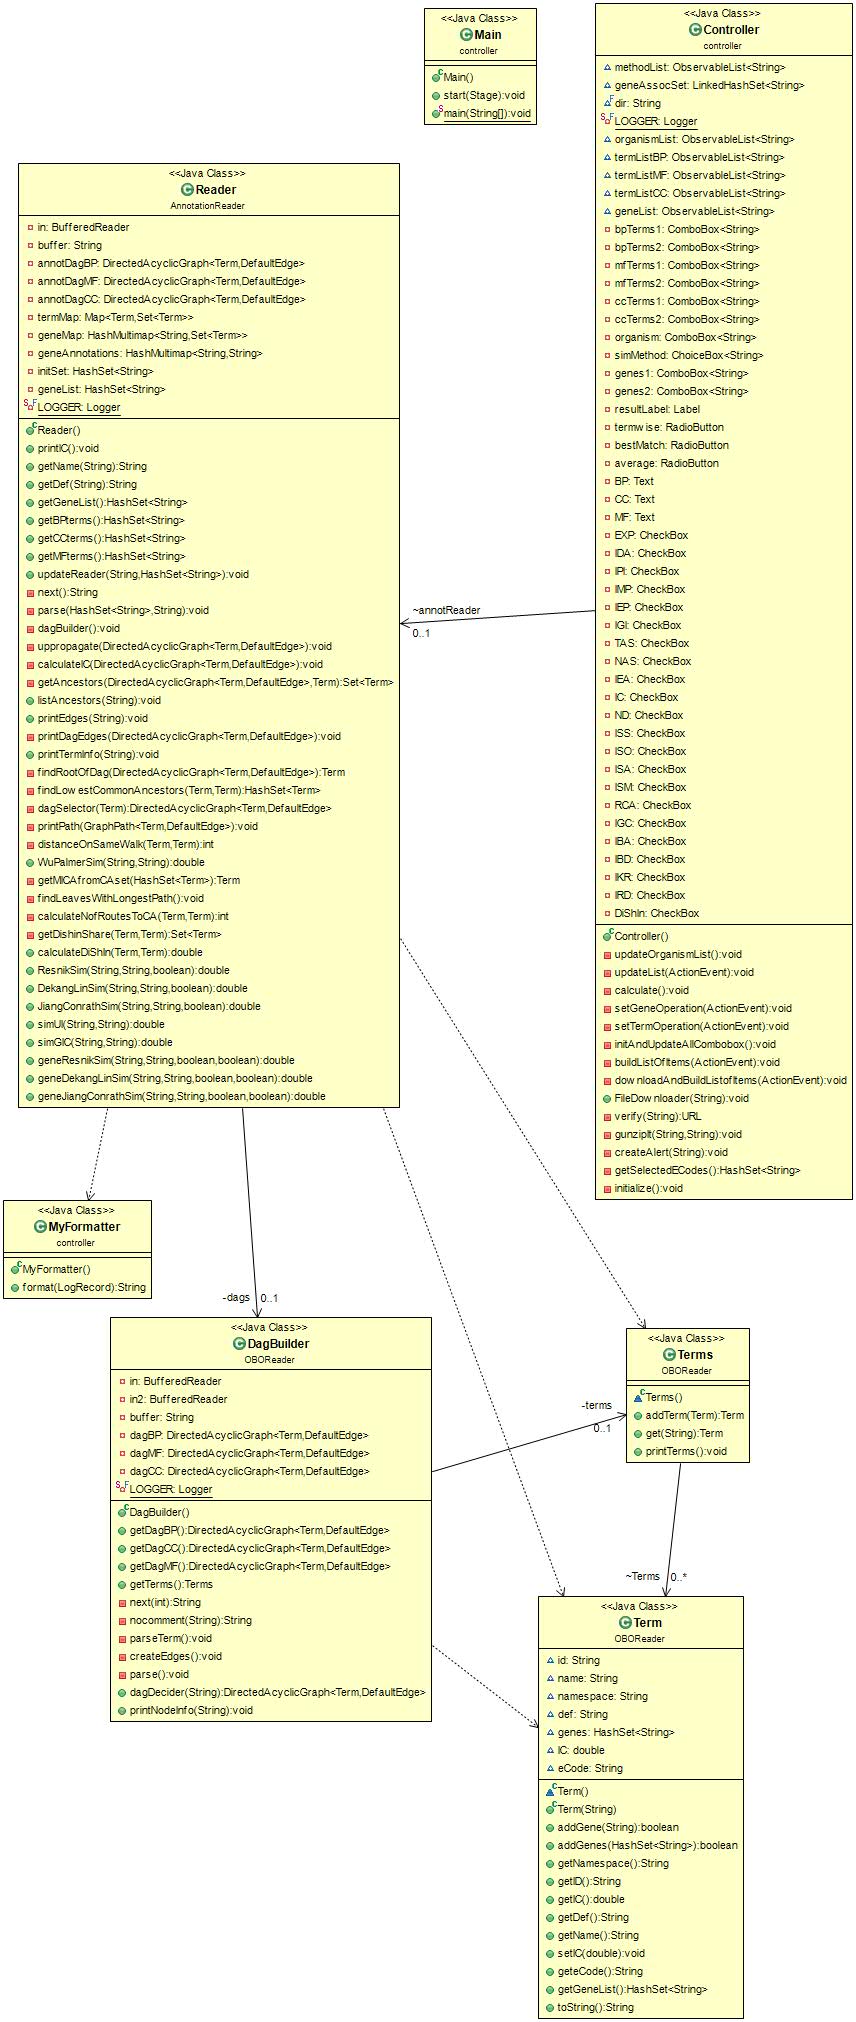 <<Java Class>>
Main
controller
Main()
start(Stage):void
main(String[]):void
<<Java Class>>
Controller
controller
methodList: ObservableList<String>
geneAssocSet: LinkedHashSet<String>
dir: String
LOGGER: Logger
organismList: ObservableList<String>
termListBP: ObservableList<String>
termListMF: ObservableList<String>
termListCC: ObservableList<String>
geneList: ObservableList<String>
bpTerms1: ComboBox<String>
bpTerms2: ComboBox<String>
mfTerms1: ComboBox<String>
mfTerms2: ComboBox<String>
ccTerms1: ComboBox<String>
ccTerms2: ComboBox<String>
organism: ComboBox<String>
simMethod: ChoiceBox<String>
genes1: ComboBox<String>
genes2: ComboBox<String>
resultLabel: Label
termwise: RadioButton
bestMatch: RadioButton
average: RadioButton
BP: Text
CC: Text
MF: Text
EXP: CheckBox
IDA: CheckBox
IPI: CheckBox
IMP: CheckBox
IEP: CheckBox
IGI: CheckBox
TAS: CheckBox
NAS: CheckBox
IEA: CheckBox
IC: CheckBox
ND: CheckBox
ISS: CheckBox
ISO: CheckBox
ISA: CheckBox
ISM: CheckBox
RCA: CheckBox
IGC: CheckBox
IBA: CheckBox
IBD: CheckBox
IKR: CheckBox
IRD: CheckBox
DiShIn: CheckBox
Controller()
updateOrganismList():void
updateList(ActionEvent):void
calculate():void
setGeneOperation(ActionEvent):void
setTermOperation(ActionEvent):void
initAndUpdateAllCombobox():void
buildListOfItems(ActionEvent):void
downloadAndBuildListofItems(ActionEvent):void
FileDownloader(String):void
verify(String):URL
gunzipIt(String,String):void
createAlert(String):void
getSelectedECodes():HashSet<String>
initialize():void
<<Java Class>>
Reader
AnnotationReader
in: BufferedReader
buffer: String
annotDagBP: DirectedAcyclicGraph<Term,DefaultEdge>
annotDagMF: DirectedAcyclicGraph<Term,DefaultEdge>
annotDagCC: DirectedAcyclicGraph<Term,DefaultEdge>
termMap: Map<Term,Set<Term>>
geneMap: HashMultimap<String,Set<Term>>
geneAnnotations: HashMultimap<String,String>
initSet: HashSet<String>
geneList: HashSet<String>
LOGGER: Logger
Reader()
printIC():void
getName(String):String
getDef(String):String
getGeneList():HashSet<String>
getBPterms():HashSet<String>
getCCterms():HashSet<String>
getMFterms():HashSet<String>
updateReader(String,HashSet<String>):void
next():String
parse(HashSet<String>,String):void
dagBuilder():void
uppropagate(DirectedAcyclicGraph<Term,DefaultEdge>):void
calculateIC(DirectedAcyclicGraph<Term,DefaultEdge>):void
getAncestors(DirectedAcyclicGraph<Term,DefaultEdge>,Term):Set<Term>
listAncestors(String):void
printEdges(String):void
printDagEdges(DirectedAcyclicGraph<Term,DefaultEdge>):void
printTermInfo(String):void
findRootOfDag(DirectedAcyclicGraph<Term,DefaultEdge>):Term
findLowestCommonAncestors(Term,Term):HashSet<Term>
dagSelector(Term):DirectedAcyclicGraph<Term,DefaultEdge>
printPath(GraphPath<Term,DefaultEdge>):void
distanceOnSameWalk(Term,Term):int
WuPalmerSim(String,String):double
getMICAfromCAset(HashSet<Term>):Term
findLeavesWithLongestPath():void
calculateNofRoutesToCA(Term,Term):int
getDishinShare(Term,Term):Set<Term>
calculateDiShIn(Term,Term):double
ResnikSim(String,String,boolean):double
DekangLinSim(String,String,boolean):double
JiangConrathSim(String,String,boolean):double
simUI(String,String):double
simGIC(String,String):double
geneResnikSim(String,String,boolean,boolean):double
geneDekangLinSim(String,String,boolean,boolean):double
geneJiangConrathSim(String,String,boolean,boolean):double
~annotReader
0..1
<<Java Class>>
MyFormatter
controller
MyFormatter()
format(LogRecord):String
-dags 0..1
<<Java Class>>
DagBuilder
OBOReader
in: BufferedReader
in2: BufferedReader
buffer: String
dagBP: DirectedAcyclicGraph<Term,DefaultEdge>
dagMF: DirectedAcyclicGraph<Term,DefaultEdge>
dagCC: DirectedAcyclicGraph<Term,DefaultEdge>
LOGGER: Logger
DagBuilder()
getDagBP():DirectedAcyclicGraph<Term,DefaultEdge>
getDagCC():DirectedAcyclicGraph<Term,DefaultEdge>
getDagMF():DirectedAcyclicGraph<Term,DefaultEdge>
getTerms():Terms
next(int):String
nocomment(String):String
parseTerm():void
createEdges():void
parse():void
dagDecider(String):DirectedAcyclicGraph<Term,DefaultEdge>
printNodeInfo(String):void
-terms
0..1
<<Java Class>>
Terms
OBOReader
Terms()
addTerm(Term):Term
get(String):Term
printTerms():void
~Terms 0..*
<<Java Class>>
Term
OBOReader
id: String
name: String
namespace: String
def: String
genes: HashSet<String>
IC: double
eCode: String
Term()
Term(String)
addGene(String):boolean
addGenes(HashSet<String>):boolean
getNamespace():String
getID():String
getIC():double
getDef():String
getName():String
setIC(double):void
geteCode():String
getGeneList():HashSet<String>
toString():String